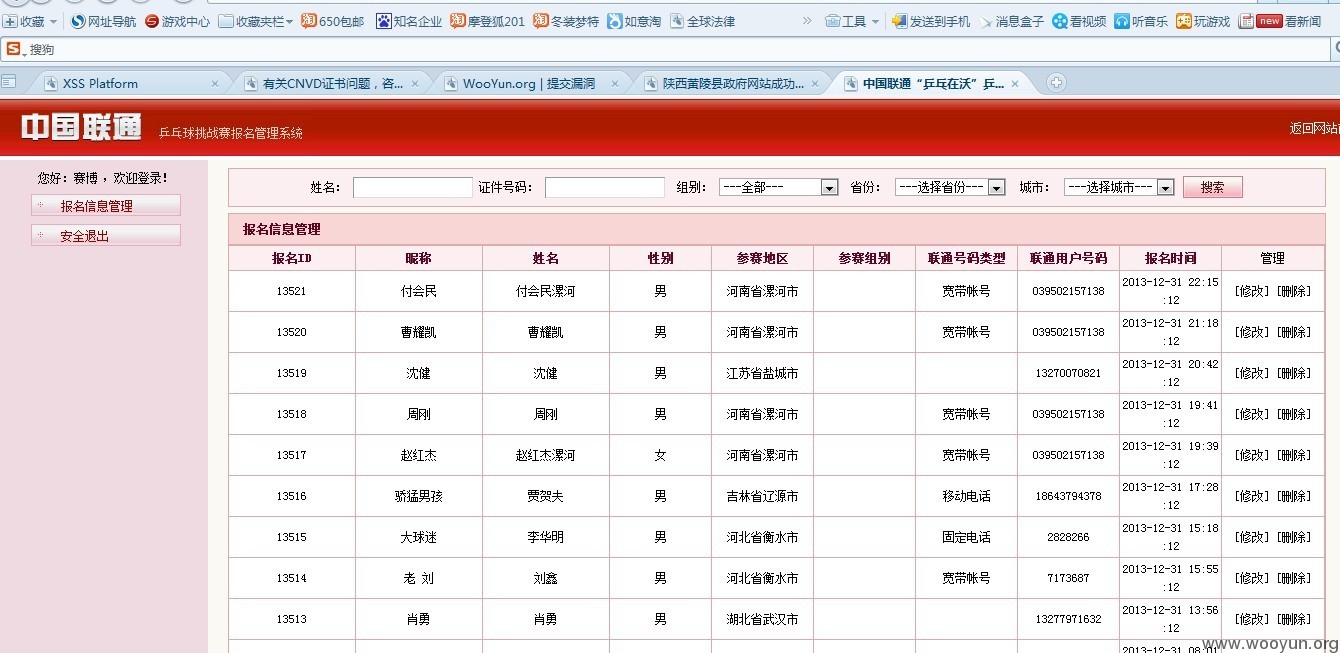 收藏 网址导航 游戏中心 收藏夹栏 650包邮 知名企业 摩登狐201 冬装梦特 如意淘 全球法律 » 工具 发送到手机 消息盒子 看视频 听音乐 玩游戏 new 看新闻
搜狗
XSS Platform 有关CNVD证书问题，咨... WooYun.org | 提交漏洞 陕西黄陵县政府网站成功... 中国联通“乒乓在沃”乒...
中国联通 乒乓球挑战赛报名管理系统 返回网站
您好：赛博，欢迎登录！
报名信息管理
安全退出
姓名： 证件号码： 组别： ---全部--- 省份： ---选择省份--- 城市： ---选择城市--- 搜索
报名信息管理
报名ID 昵称 姓名 性别 参赛地区 参赛组别 联通号码类型 联通用户号码 报名时间 管理
13521 付会民 付会民漯河 男 河南省漯河市 宽带帐号 039502157138 2013-12-31 22:15:12 [修改] [删除]
13520 曹耀凯 曹耀凯 男 河南省漯河市 宽带帐号 039502157138 2013-12-31 21:18:12 [修改] [删除]
13519 沈健 沈健 男 江苏省盐城市 13270070821 2013-12-31 20:42:12 [修改] [删除]
13518 周刚 周刚 男 河南省漯河市 宽带帐号 039502157138 2013-12-31 19:41:12 [修改] [删除]
13517 赵红杰 赵红杰漯河 女 河南省漯河市 宽带帐号 039502157138 2013-12-31 19:39:12 [修改] [删除]
13516 骄猛男孩 贾贺夫 男 吉林省辽源市 移动电话 18643794378 2013-12-31 17:28:12 [修改] [删除]
13515 大球迷 李华明 男 河北省衡水市 固定电话 2828266 2013-12-31 15:18:12 [修改] [删除]
13514 老 刘 刘鑫 男 河北省衡水市 宽带帐号 7173687 2013-12-31 15:55:12 [修改] [删除]
13513 肖勇 肖勇 男 湖北省武汉市 13277971632 2013-12-31 13:56:12 [修改] [删除]
2013-12-31 08:01
www.wooyun.org